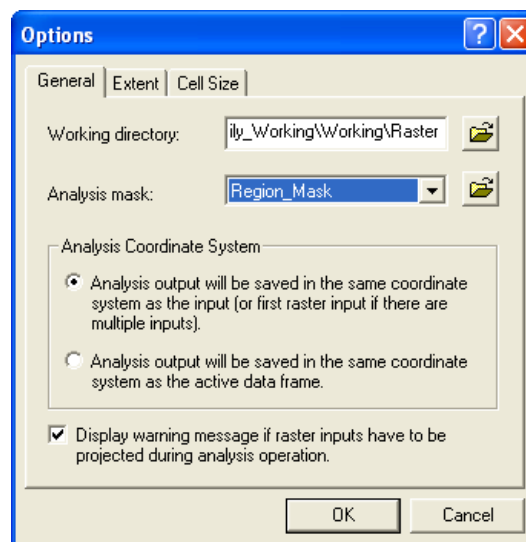 Options
General
Extent
Cell Size
Working directory:
ily_Working\Working\Raster
Analysis mask:
Region_Mask
Analysis Coordinate System
Analysis output will be saved in the same coordinate
system as the input (or first raster input if there are
multiple inputs).
Analysis output will be saved in the same coordinate
system as the active data frame.
Display warning message if raster inputs have to be
projected during analysis operation.
OK
Cancel